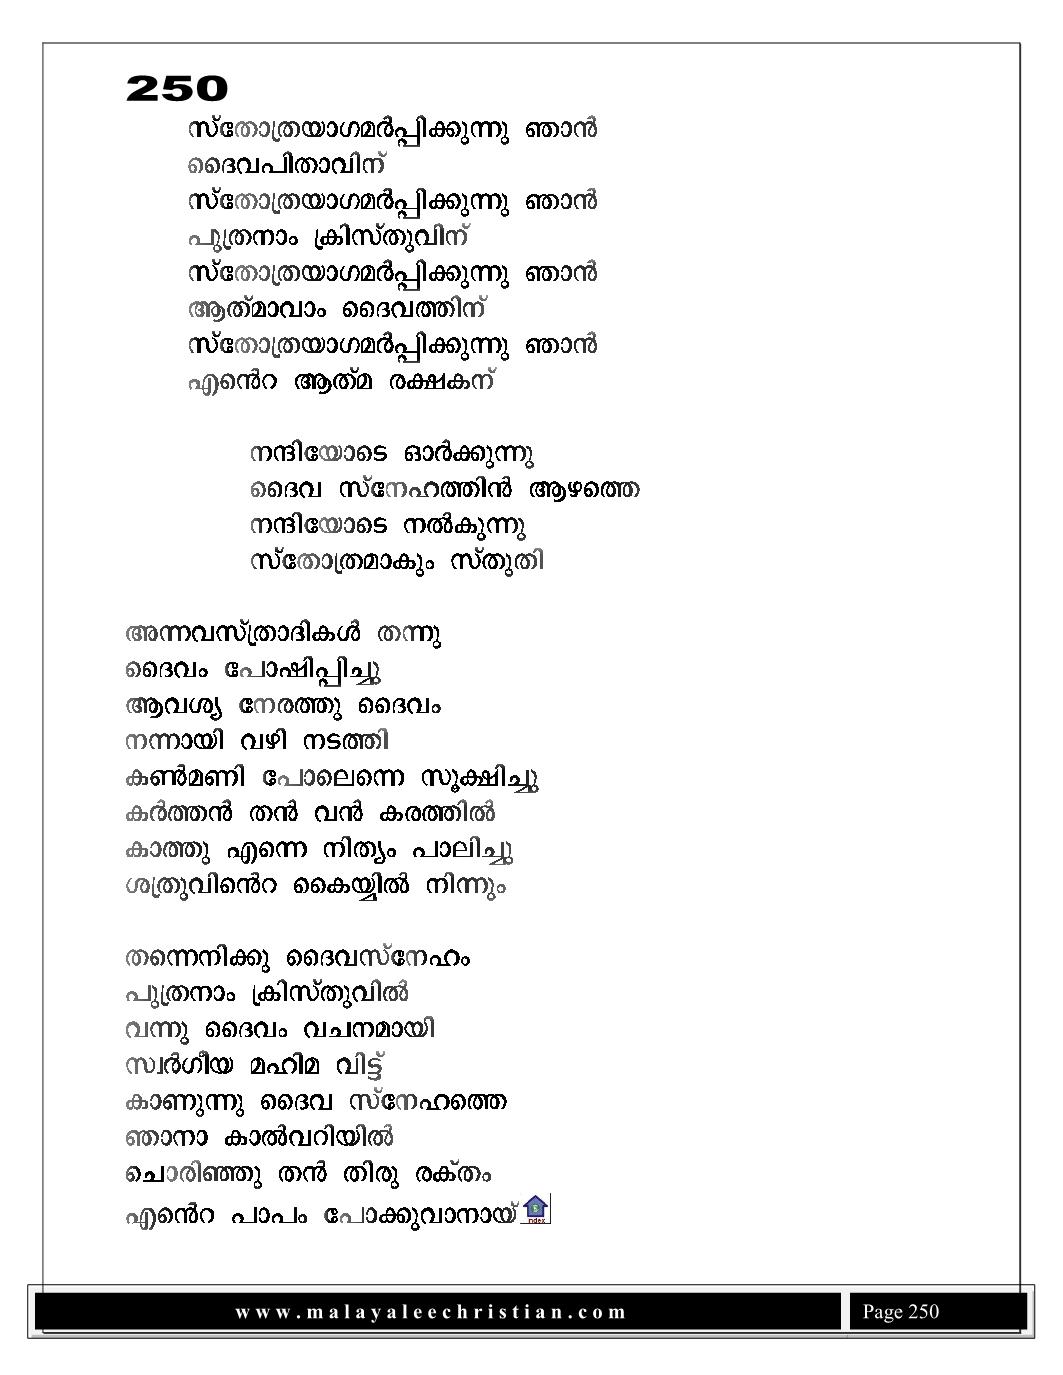 250
സ്തോത്രയാഗമർപ്പിക്കുന്നു ഞാൻ
ദൈവപിതാവിന്
സ്തോത്രയാഗമർപ്പിക്കുന്നു ഞാൻ
പുത്രനാം ക്രിസ്തുവിന്
സ്തോത്രയാഗമർപ്പിക്കുന്നു ഞാൻ
ആത്മാവാം ദൈവത്തിന്
സ്തോത്രയാഗമർപ്പിക്കുന്നു ഞാൻ
എൻെറ ആത്മ രക്ഷകന്
നന്ദിയോടെ ഓർക്കുന്നു
ദൈവ സ്നേഹത്തിൻ ആഴത്തെ
നന്ദിയോടെ നൽകുന്നു
സ്തോത്രമാകും സ്തുതി
അന്നവസ്ത്രാദികൾ തന്നു
ദൈവം പോഷിപ്പിച്ചു
ആവശ്യ നേരത്തു ദൈവം
നന്നായി വഴി നടത്തി
കൺമണി പോലെന്നെ സൂക്ഷിച്ചു
കർത്തൻ തൻ വൻ കരത്തിൽ
കാത്തു എന്നെ നിത്യം പാലിച്ചു
ശത്രുവിൻെറ കൈയ്യിൽ നിന്നും
തന്നെനിക്കു ദൈവസ്നേഹം
പുത്രനാം ക്രിസ്തുവിൽ
വന്നു ദൈവം വചനമായി
സ്വർഗീയ മഹിമ വിട്ട്
കാണുന്നു ദൈവ സ്നേഹത്തെ
ഞാനാ കാൽവറിയിൽ
ചൊരിഞ്ഞു തൻ തിരു രക്തം
എൻെറ പാപം പോക്കുവാനായ്
index
www.malayaleechristian.com
Page 250